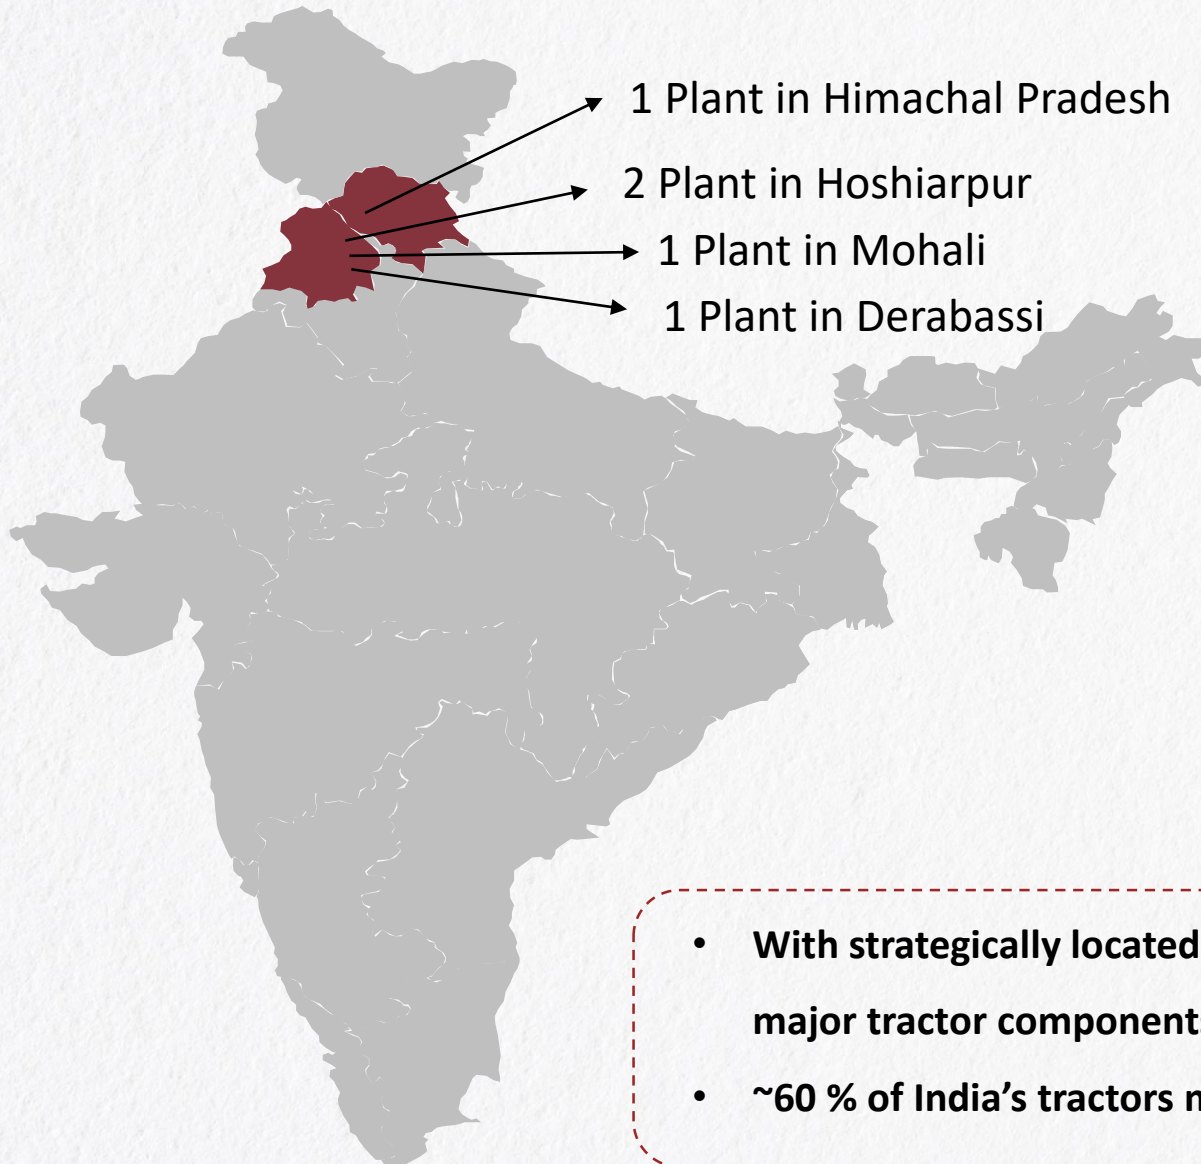 1 Plant in Himachal Pradesh
2 Plant in Hoshiarpur
1 Plant in Mohali
1 Plant in Derabassi
• With strategically located
major tractor component
• ~60 % of India’s tractors